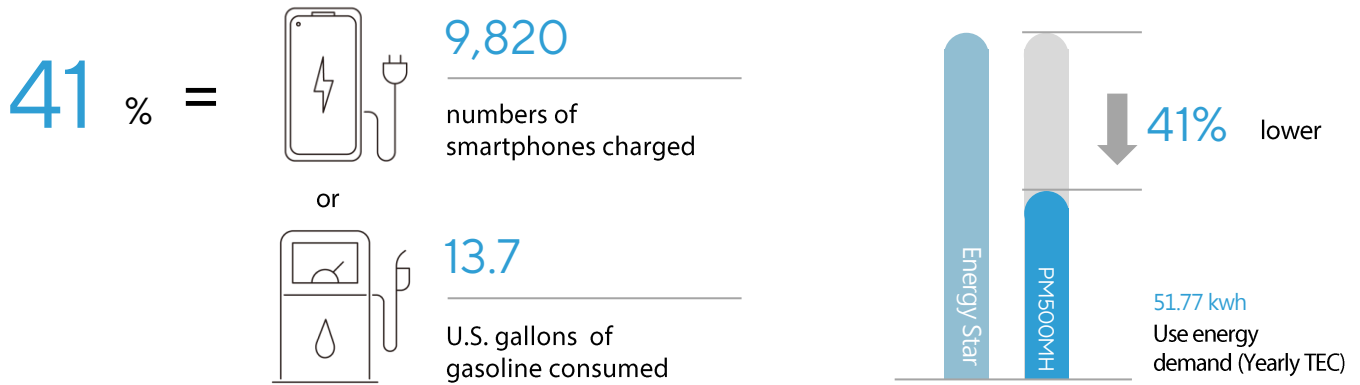 41 % =
9,820
numbers of
smartphones charged
or
13.7
U.S. gallons of
gasoline consumed
Energy Star
PM500MH
41% lower
51.77 kwh
Use energy
demand (Yearly TEC)